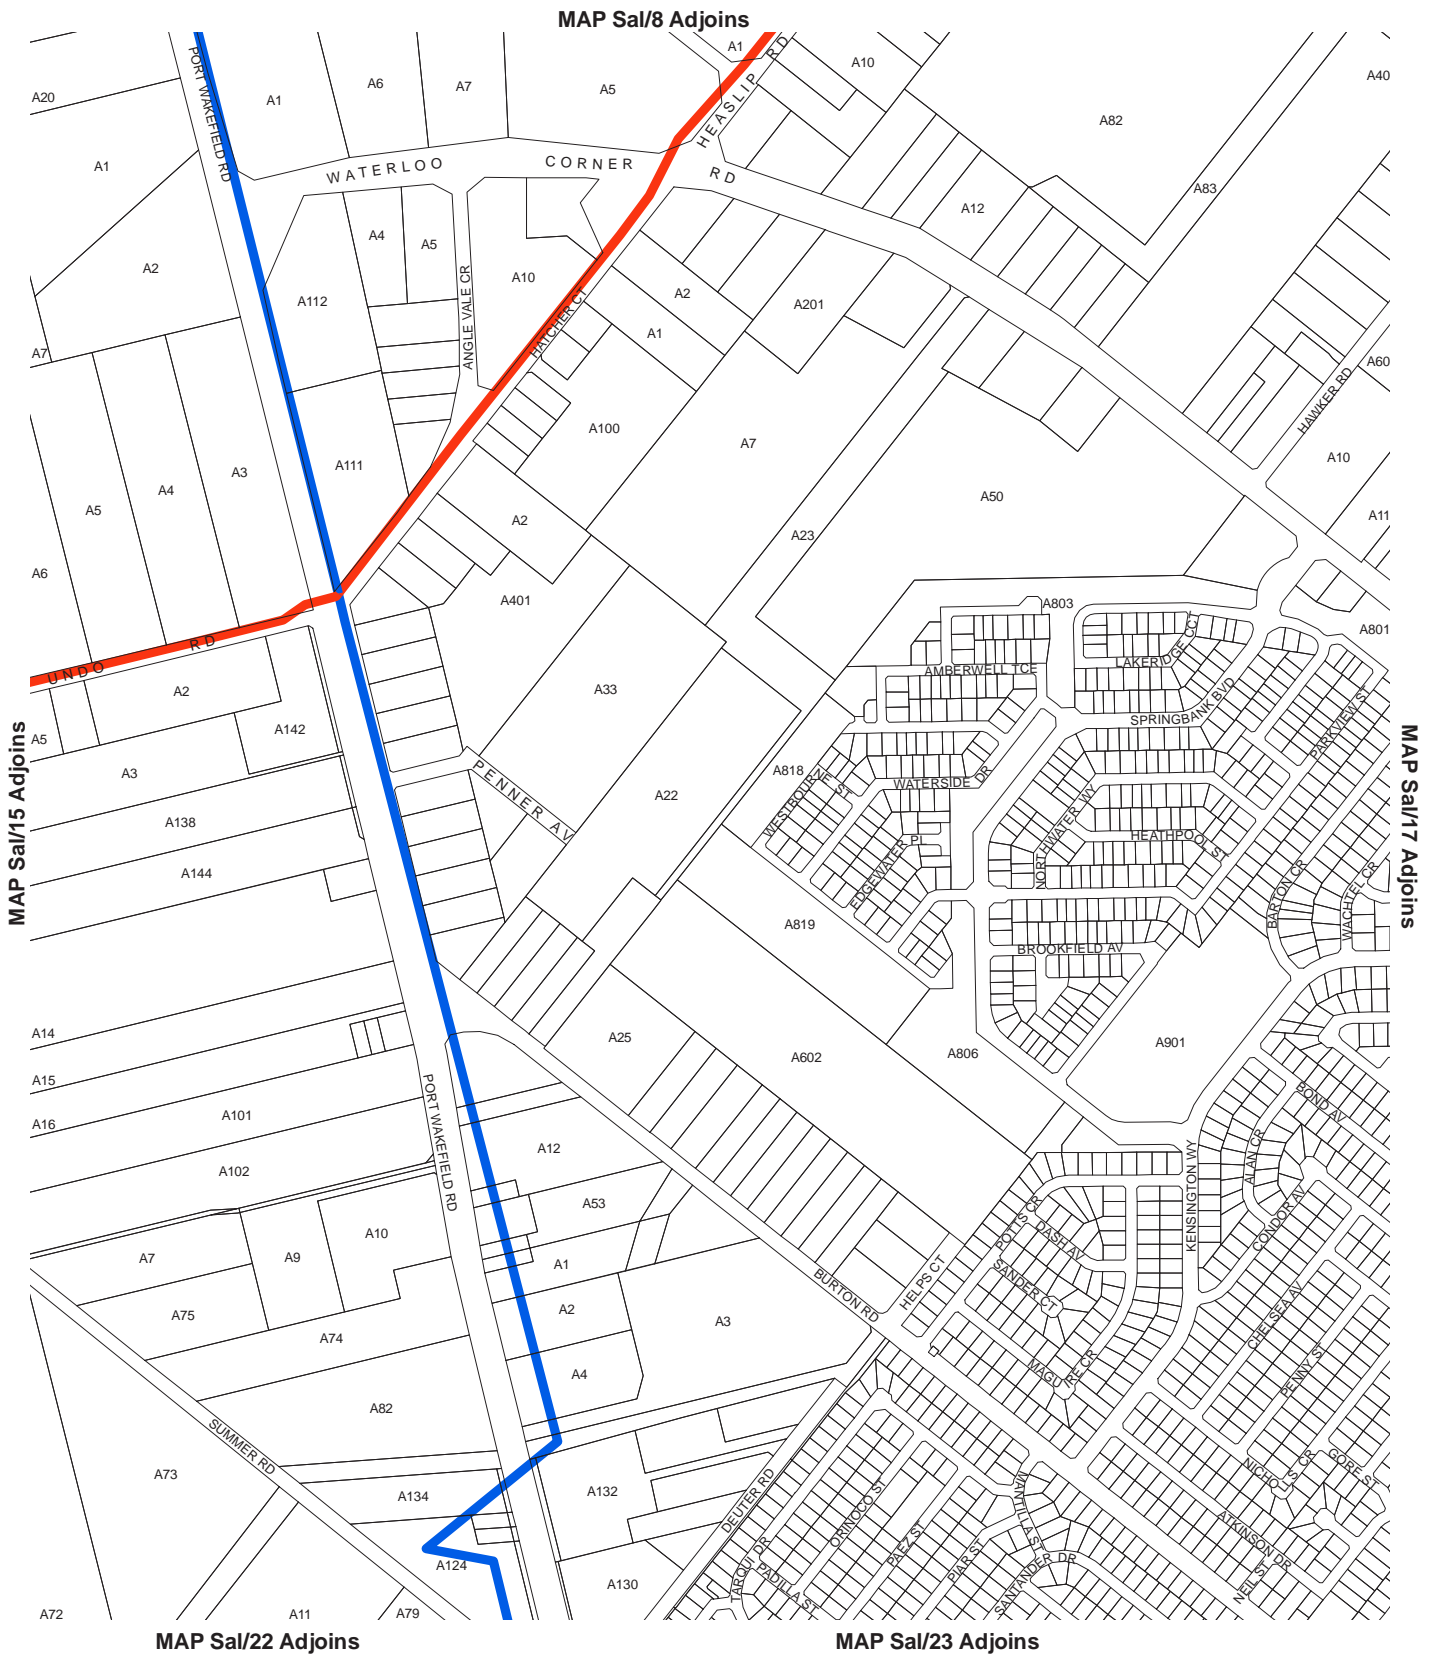 MAP Sal/8 Adjoins
A1
A10
A40
A20
A1
A6
A7
A5
A82
PORT WAKEFIELD RD
HEASLIP RD
A1
WATERLOO CORNER RD
A83
A12
A4
A5
A2
A10
A112
A2
A201
ANGLE VALE CR
HATCHER CT
A1
A7
A60
HAWKER RD
A100
A7
A10
A3
A111
A4
A5
A50
A11
A2
A23
A6
A401
A803
A801
UNDO RD
LAKERIDGE CCT
AMBERWELL TCE
A2
A33
SPRINGBANK BVD
PARKVIEW ST
A142
A5
A3
A818
WESTBOURNE ST
WATERSIDE DR
PENNER AV
A22
NORTHWATER WY
A138
HEATHPOOL ST
EDGEWATER PL
A144
BARTON CR
WACHTEL CR
MAP Sal/15 Adjoins
MAP Sal/17 Adjoins
A819
BROOKFIELD AV
A14
A25
A602
A806
A901
A15
PORT WAKEFIELD RD
BOND AV
A101
A16
A12
ALAN CR
KENSINGTON WY
A102
A53
CONDOR AV
POTTS CR
DASH AV
A10
A7
A9
A1
SANDER CT
HELPS CT
BURTON RD
A75
A2
A3
CHELSEA AV
A74
PENNY ST
A4
MAGUIRE CR
A82
SUMMER RD
A73
NICHOLLS CR
GORE ST
A134
A132
DEUTER RD
ORINOCO ST
MANTILLA ST
ATKINSON DR
PAEZ ST
PIAR ST
TARQUI DR
A124
SANTANDER DR
A130
PADILLA ST
NEIL ST
A72
A11
A79
MAP Sal/22 Adjoins
MAP Sal/23 Adjoins